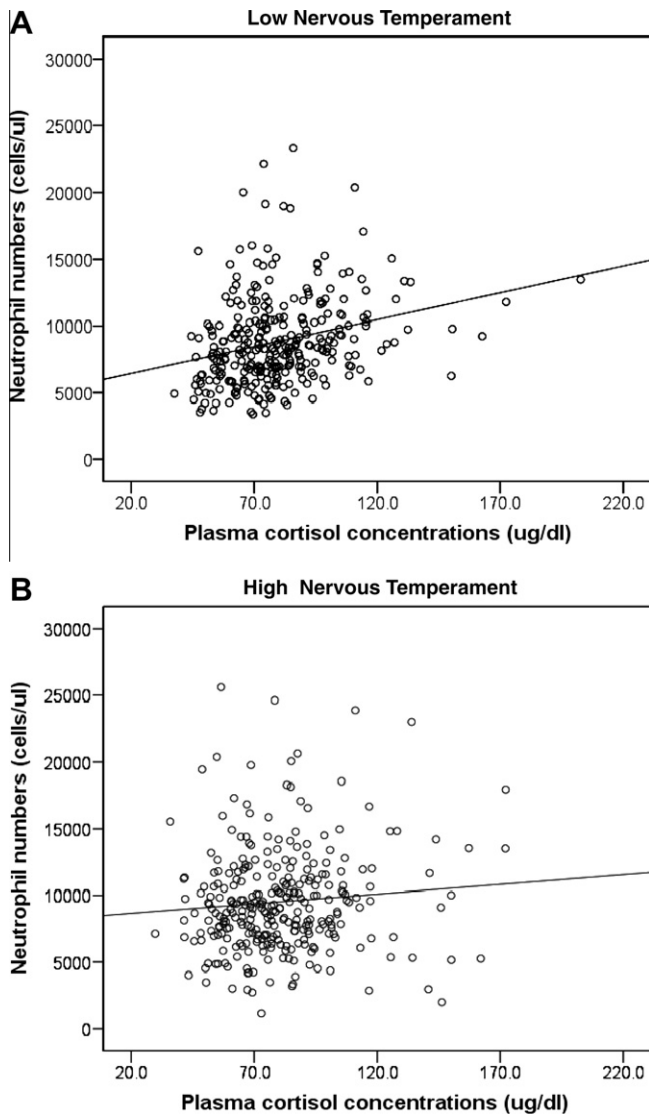 A
Low Nervous Temperament
Neutrophil numbers (cells/ul)
30000
25000
20000
15000
10000
5000
0
20.0 70.0 120.0 170.0 220.0
Plasma cortisol concentrations (ug/dl)
B
High Nervous Temperament
Neutrophil numbers (cells/ul)
30000
25000
20000
15000
10000
5000
0
20.0 70.0 120.0 170.0 220.0
Plasma cortisol concentrations (ug/dl)